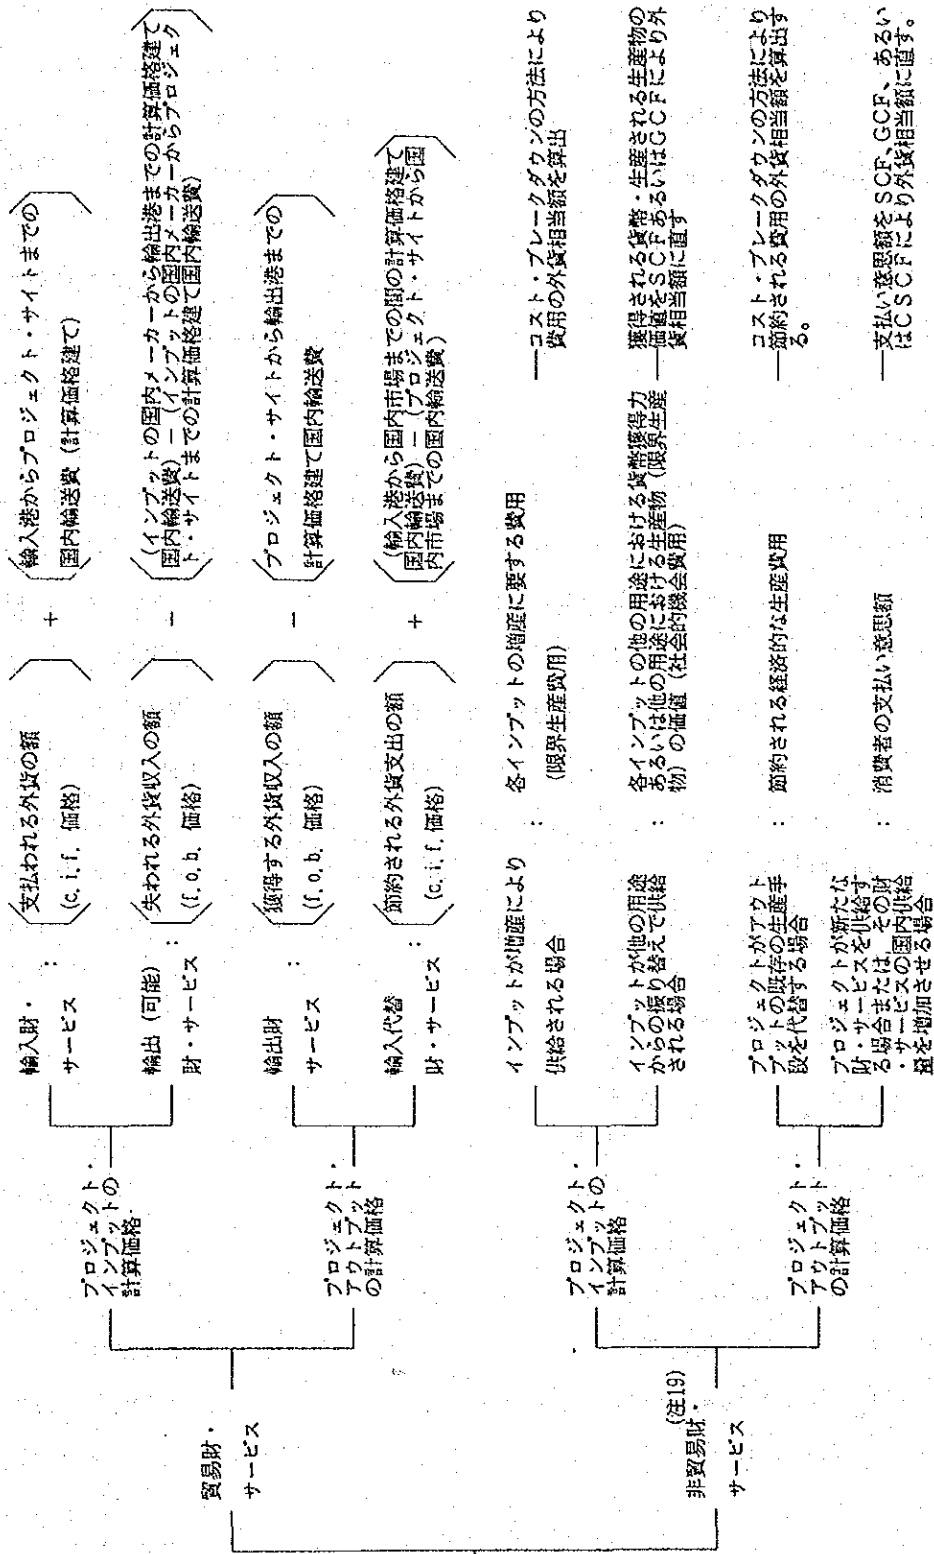 貿易財・
サービス
プロジェクト・
インプットの
計算価格
輸入財・
サービス
:
(支払われる外貨の額
(c.i.f. 価格)
+
(輸入港からプロジェクト・サイトまでの
国内輸送費(計算価格建て))
輸出(可能)
財・サービス
:
(失われる外貨収入の額
(f.o.b. 価格)
−
(インプットの国内メーカーから輸出港までの計算価格建て
国内輸送費)−(インプットの国内メーカーからプロジェク
ト・サイトまでの計算価格建て国内輸送費)
プロジェクト・
アウトプット
の計算価格
輸出財
サービス
:
(獲得する外貨収入の額
(f.o.b. 価格)
−
(プロジェクト・サイトから輸出港までの
計算価格建て国内輸送費)
輸入代替
財・サービス
:
(節約される外貨支出の額
(c.i.f. 価格)
+
(輸入港から国内市場までの間の計算価格建て
国内輸送費)−(プロジェクト・サイトから国
内市場までの国内輸送費)
(注19)
非貿易財・
サービス
プロジェクト・
インプットの
計算価格
インプットが増産により
供給される場合
:
各インプットの増産に要する費用
(限界生産費用)
―コスト・ブレークダウンの方法により
費用の外貨相当額を算出
インプットが他の用途
からの振り替えで供給
される場合
:
各インプットの他の用途における貨幣獲得力
あるいは他の用途における生産物(限界生産
物)の価値(社会的機会費用)
―獲得される貨幣・生産される生産物の
価値をSCFあるいはGCFにより外
貨相当額に直す
プロジェクト・
アウトプット
の計算価格
プロジェクトがアウト
プットの既存の生産手
段を代替する場合
:
節約される経済的な生産費用
―コスト・ブレークダウンの方法により
節約される費用の外貨相当額を算出す
る。
プロジェクトが新たな
財・サービスを供給す
る場合または、その財
・サービスの国内供給
量を増加させる場合
:
消費者の支払い意思額
―支払い意思額をSCF、GCF、あるい
はCSCFにより外貨相当額に直す。